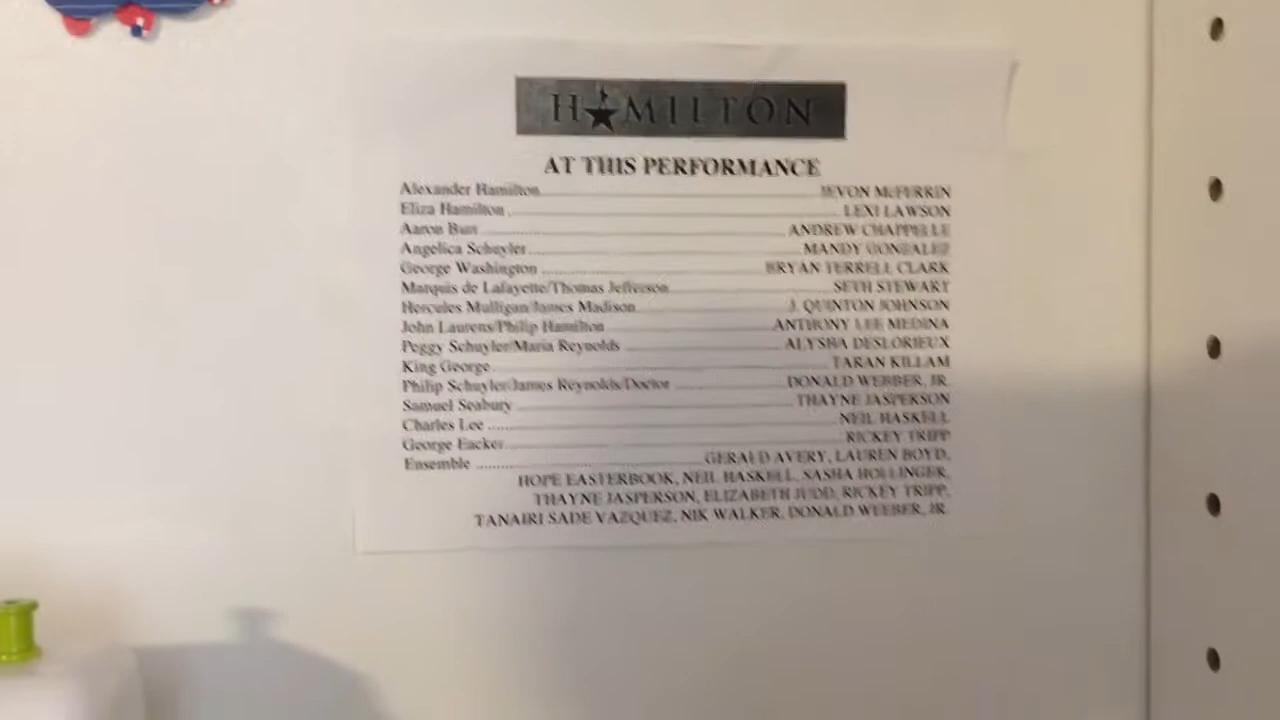 HAMILTON
AT THIS PERFORMANCE
Alexander Hamilton JEVON McFERRIN
Eliza Hamilton LEXI LAWSON
Aaron Burr ANDREW CHAPPELLE
Angelica Schuyler MANDY GONZALEZ
George Washington BRYAN TERRELL CLARK
Marquis de Lafayette/Thomas Jefferson SETH STEWART
Hercules Mulligan/James Madison J. QUINTON JOHNSON
John Laurens/Philip Hamilton ANTHONY LEE MEDINA
Peggy Schuyler/Maria Reynolds ALYSHA DESLORIEUX
King George TARAN KILLAM
Philip Schuyler/James Reynolds/Doctor DONALD WEBBER, JR.
Samuel Seabury THAYNE JASPERSON
Charles Lee NEIL HASKELL
George Eacker RICKEY TRIPP
Ensemble GERALD AVERY, LAUREN BOYD,
HOPE EASTERBOOK, NEIL HASKELL, SASHA HOLLINGER,
THAYNE JASPERSON, ELIZABETH JUDD, RICKEY TRIPP,
TANAIRI SADE VAZQUEZ, NIK WALKER, DONALD WEBBER, JR.